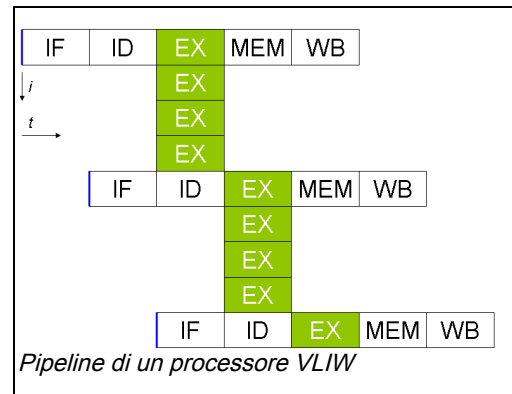 IF ID EX MEM WB
i EX
t EX
EX
IF ID EX MEM WB
EX
EX
EX
IF ID EX MEM WB
Pipeline di un processore VLIW